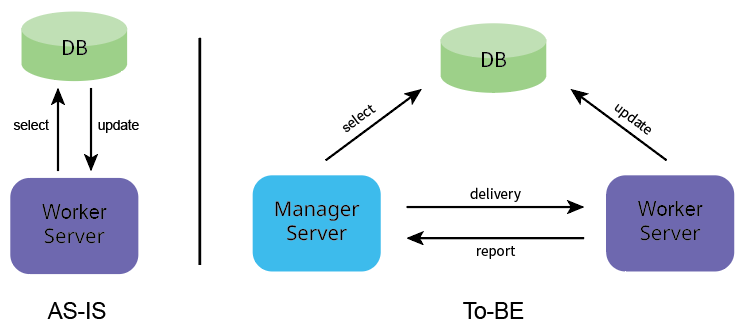 DB
select
update
Worker
Server
AS-IS
DB
select
update
Manager
Server
delivery
report
Worker
Server
To-BE